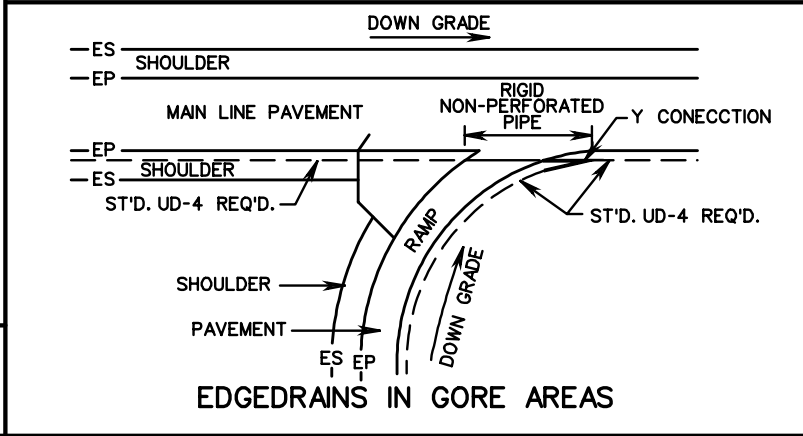 DOWN GRADE
ES
SHOULDER
EP
RIGID
NON-PERFORATED
PIPE
MAIN LINE PAVEMENT
Y CONECCTION
EP
SHOULDER
ES
ST'D. UD-4 REQ'D.
ST'D. UD-4 REQ'D.
RAMP
DOWN GRADE
SHOULDER
PAVEMENT
ES EP
EDGEDRAINS IN GORE AREAS